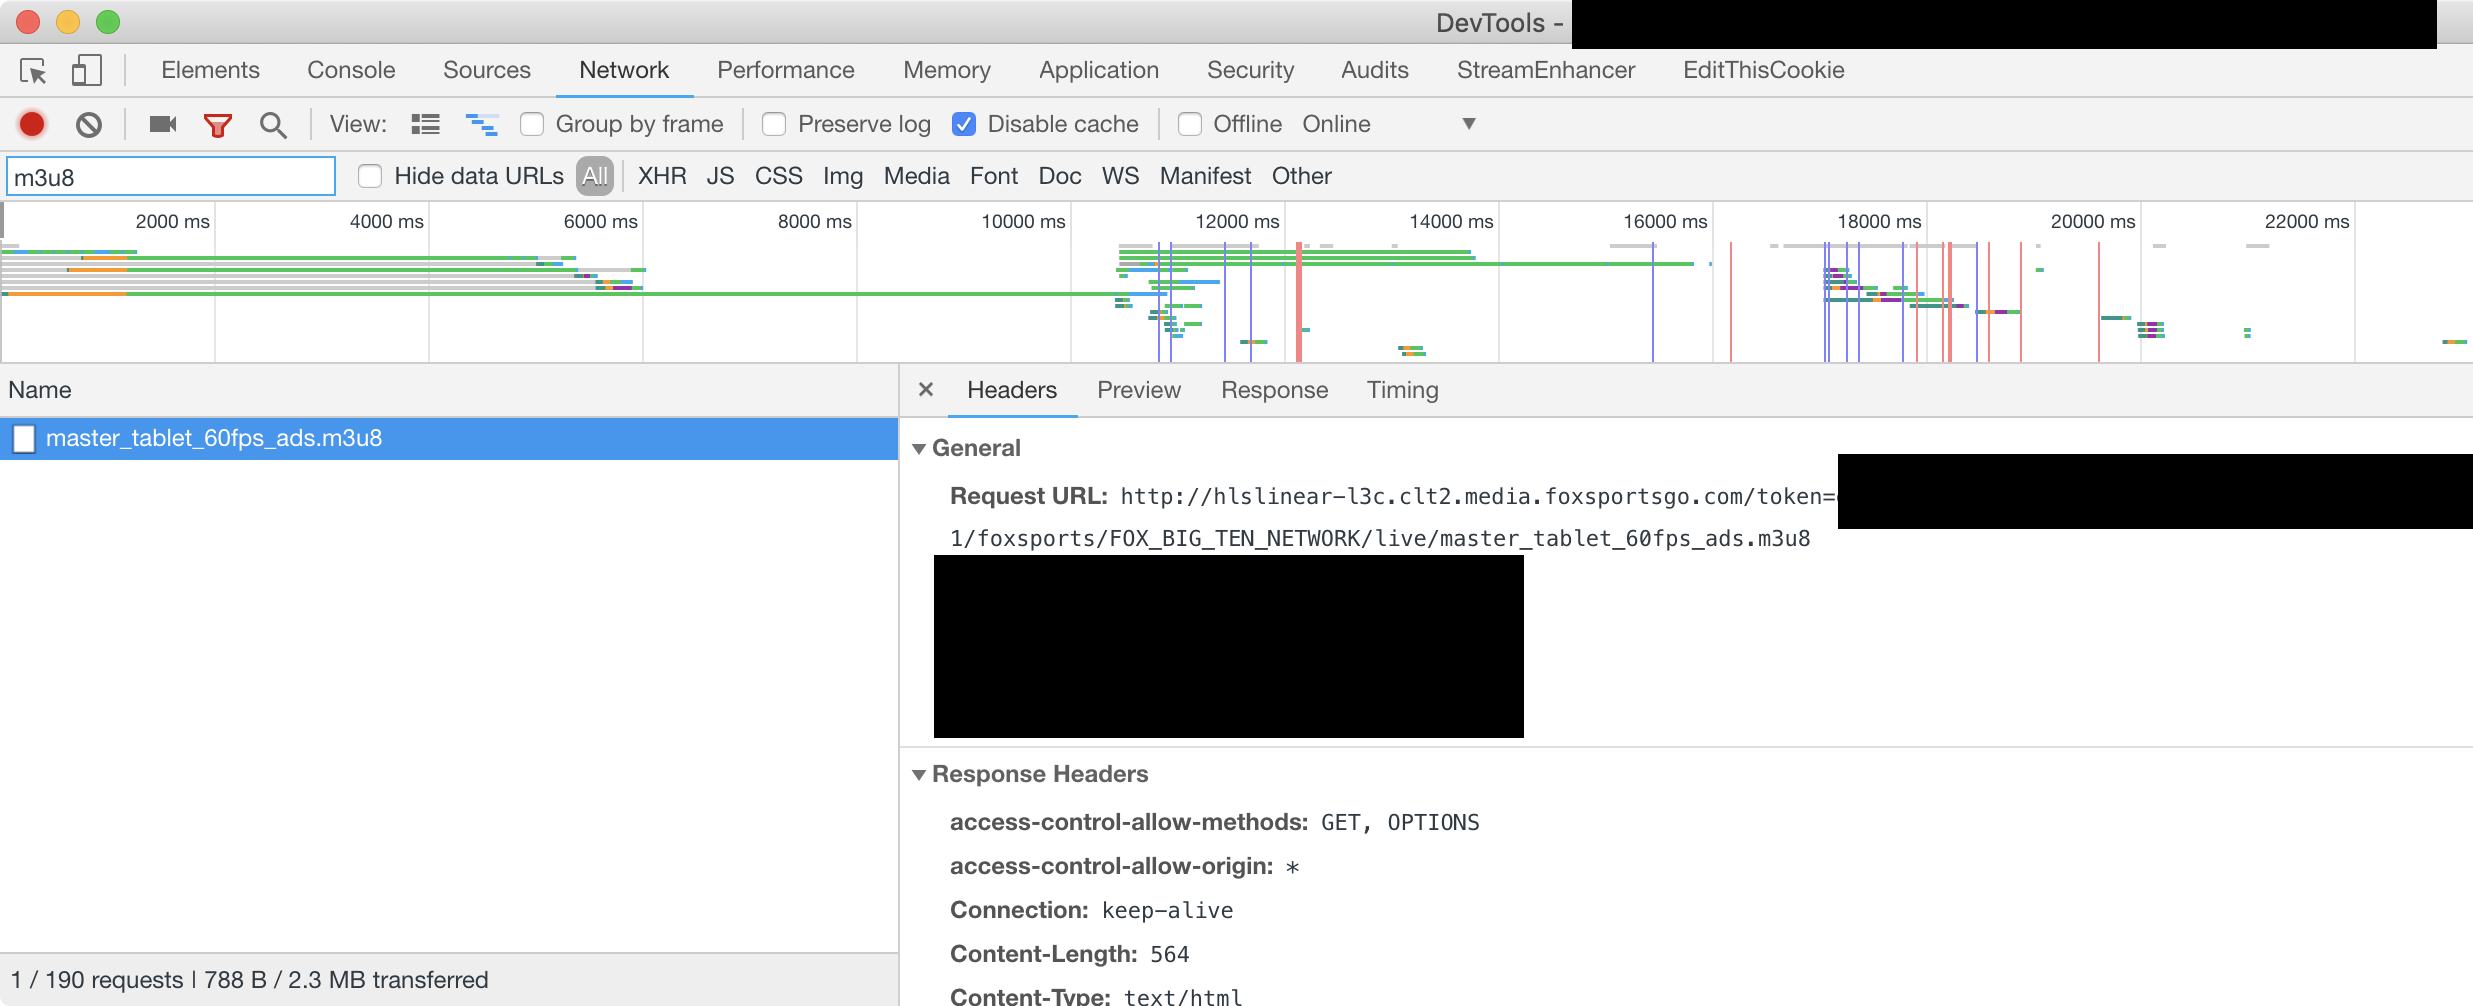 DevTools -
Elements Console Sources Network Performance Memory Application Security Audits StreamEnhancer EditThisCookie
View: Group by frame Preserve log Disable cache Offline Online
m3u8 Hide data URLs All XHR JS CSS Img Media Font Doc WS Manifest Other
2000 ms 4000 ms 6000 ms 8000 ms 10000 ms 12000 ms 14000 ms 16000 ms 18000 ms 20000 ms 22000 ms
Name
master_tablet_60fps_ads.m3u8
1 / 190 requests | 788 B / 2.3 MB transferred
× Headers Preview Response Timing
General
Request URL: http://hlslinear-l3c.clt2.media.foxsportsgo.com/token=
1/foxsports/FOX_BIG_TEN_NETWORK/live/master_tablet_60fps_ads.m3u8
Response Headers
access-control-allow-methods: GET, OPTIONS
access-control-allow-origin: *
Connection: keep-alive
Content-Length: 564
Content-Type: text/html